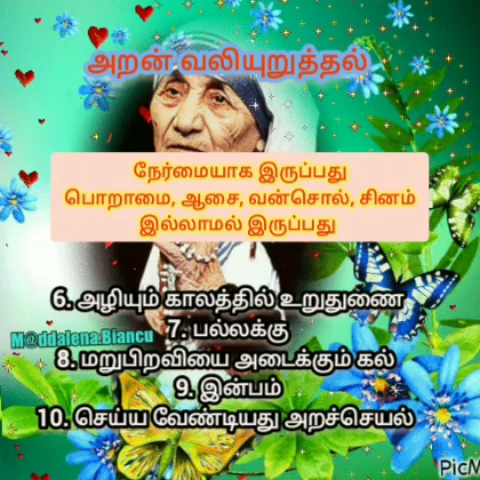 அறன் வலியுறுத்தல்
நேர்மையாக இருப்பது
பொறாமை, ஆசை, வன்சொல், சினம்
இல்லாமல் இருப்பது
6. அழியும் காலத்தில் உறுதுணை
M@ddalena.Biancu
7. பல்லக்கு
8. மறுபிறவியை அடைக்கும் கல்
9. இன்பம்
10. செய்ய வேண்டியது அறச்செயல்
PicM